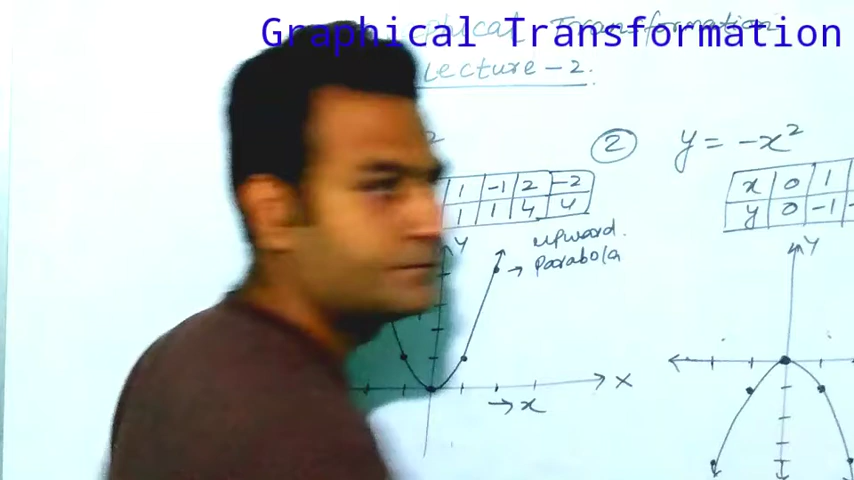 Graphical Transformation
Lecture-2.
2
1 -1 2 -2
1 1 4 4
Y
upward.
→ parabola
X
→ x
② y = -x²
x 0 1
y 0 -1 -
Y